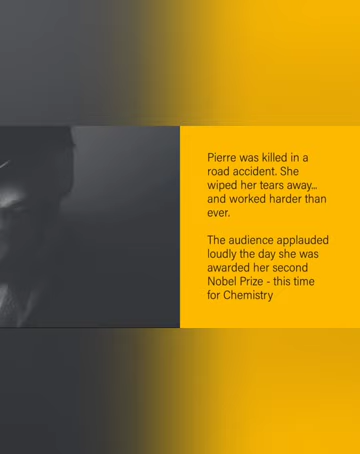 Pierre was killed in a
road accident. She
wiped her tears away...
and worked harder than
ever.
The audience applauded
loudly the day she was
awarded her second
Nobel Prize - this time
for Chemistry